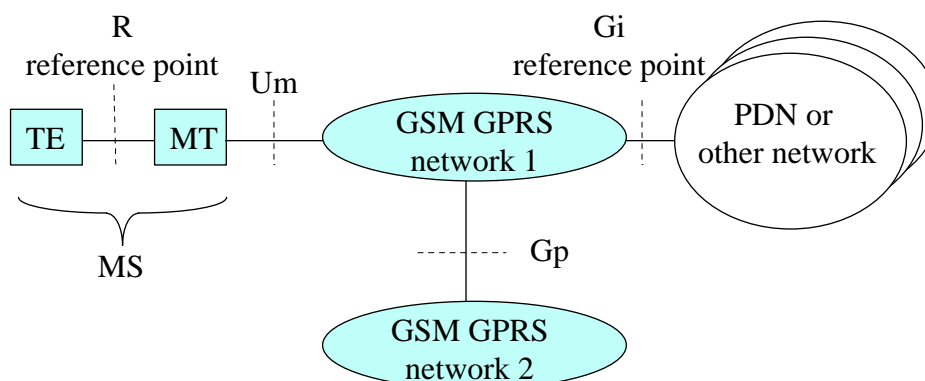 R
reference point
Gi
reference point
Um
TE
MT
GSM GPRS
network 1
PDN or
other network
MS
Gp
GSM GPRS
network 2